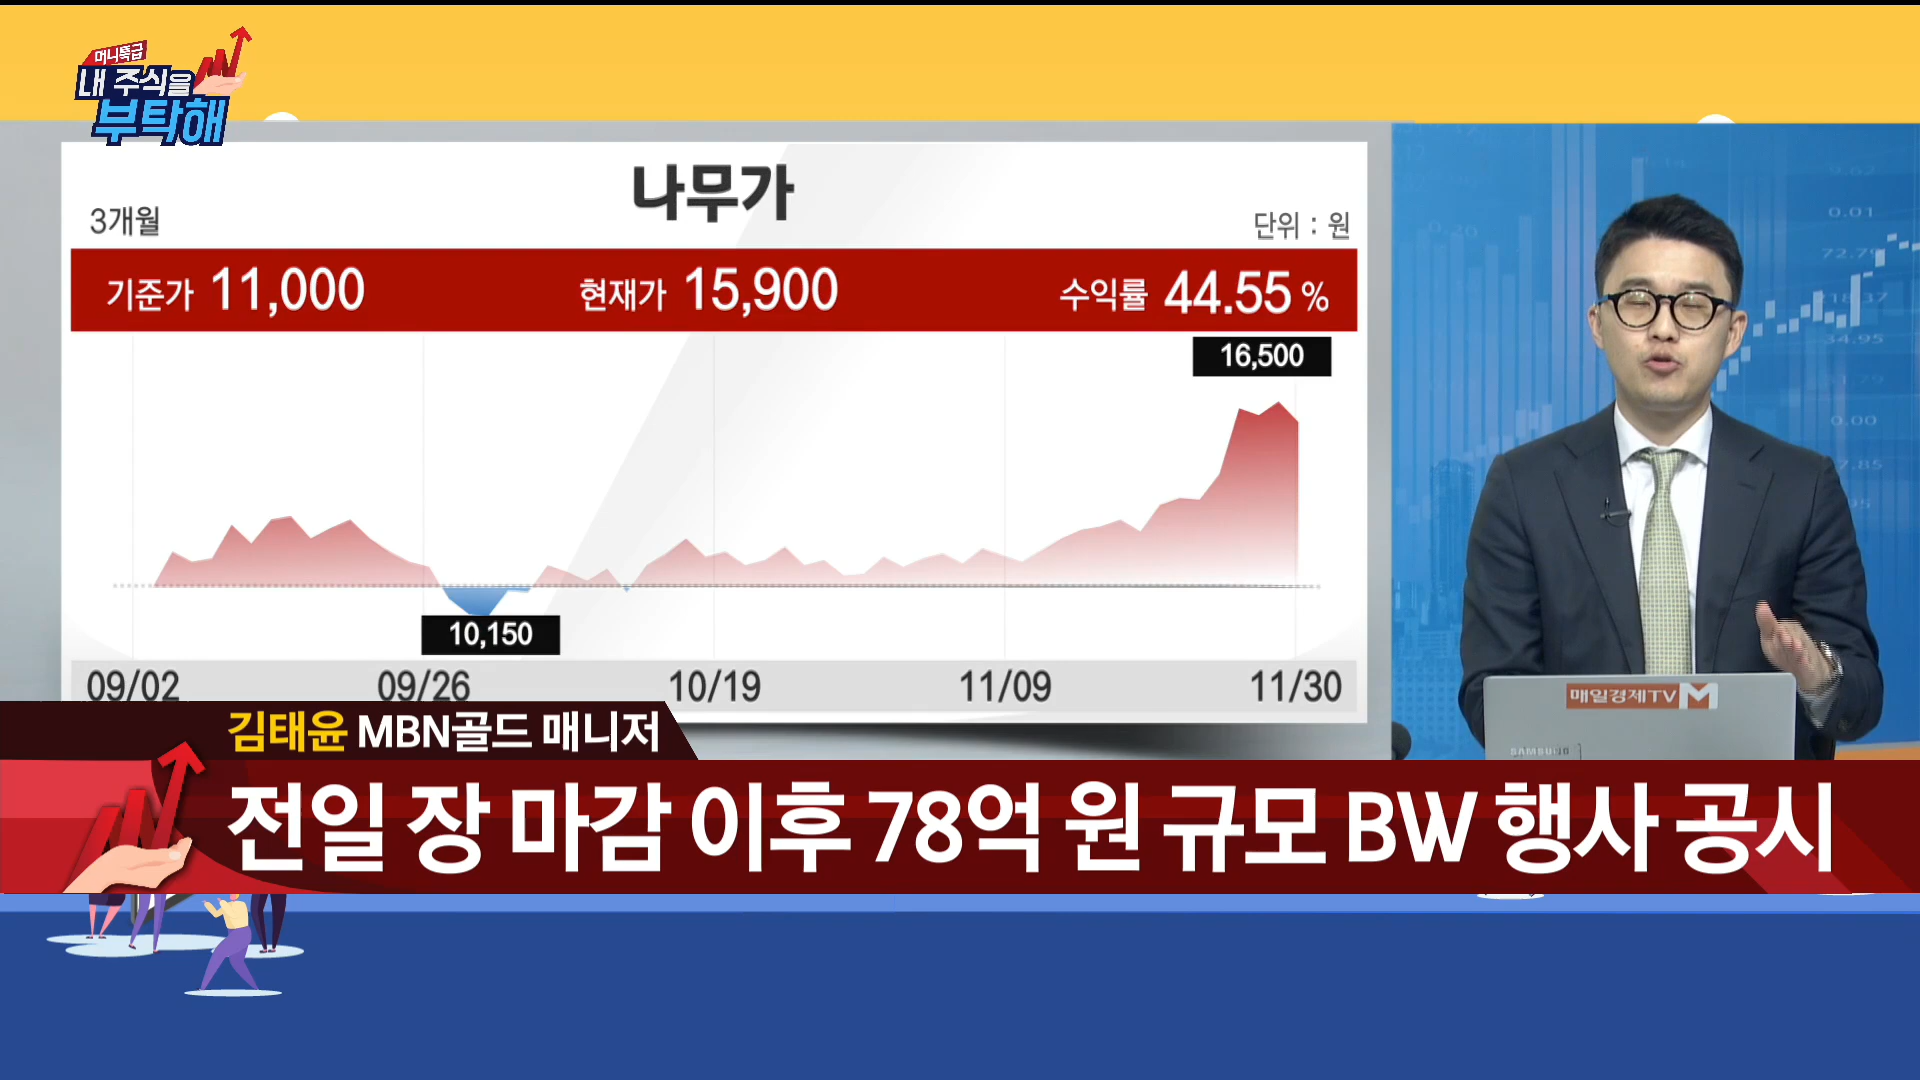 머니뚝급
내 주식을
부탁해
나무가
3개월
단위 : 원
기준가 11,000
현재가 15,900
수익률 44.55 %
16,500
10,150
09/02
09/26
10/19
11/09
11/30
매일경제TV M
SAMSUNG
김태윤 MBN골드 매니저
전일 장 마감 이후 78억 원 규모 BW 행사 공시